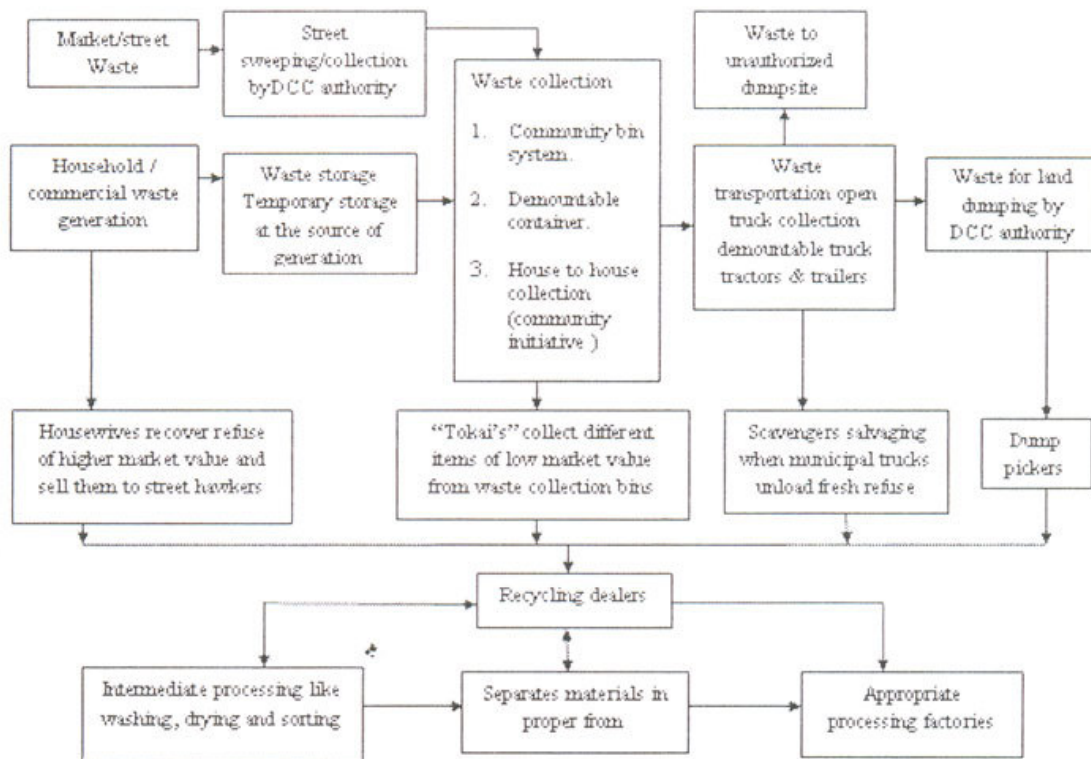 Market/street
Waste
Street
sweeping/collection
by DCC authority
Waste to
unauthorized
dumpsite
Waste collection
1. Community bin
system.
2. Demountable
container.
3. House to house
collection
(community
initiative )
Household /
commercial waste
generation
Waste storage
Temporary storage
at the source of
generation
Waste
transportation open
truck collection
demountable truck
tractors & trailers
Waste for land
dumping by
DCC authority
Housewives recover refuse
of higher market value and
sell them to street hawkers
“Tokai’s” collect different
items of low market value
from waste collection bins
Scavengers salvaging
when municipal trucks
unload fresh refuse
Dump
pickers
Recycling dealers
Intermediate processing like
washing, drying and sorting
Separates materials in
proper from
Appropriate
processing factories